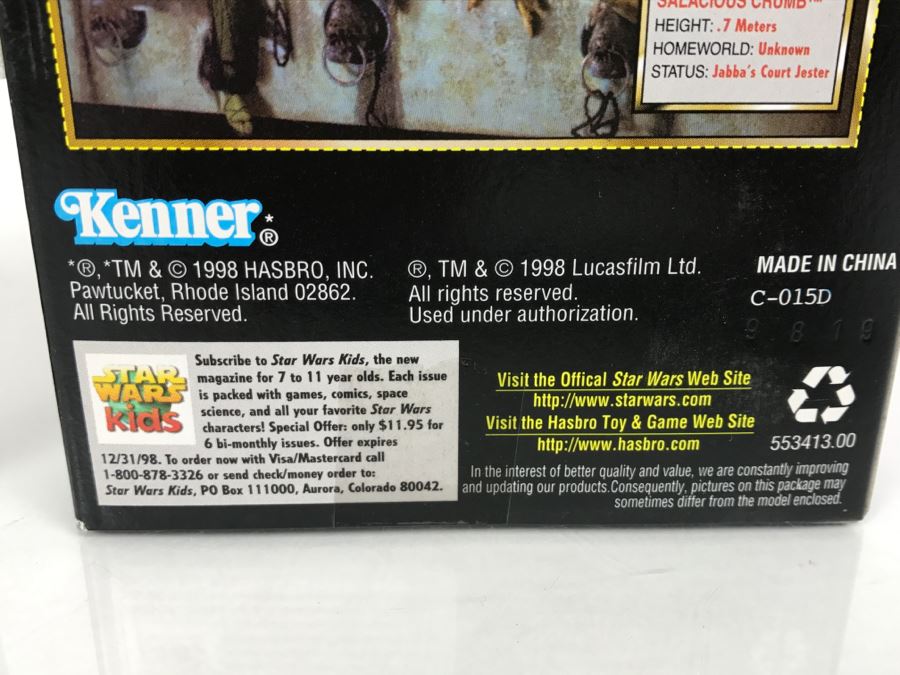 SALACIOUS CRUMB™
HEIGHT: .7 Meters
HOMEWORLD: Unknown
STATUS: Jabba's Court Jester
Kenner*®
*®,*TM & © 1998 HASBRO, INC.
Pawtucket, Rhode Island 02862.
All Rights Reserved.
®, TM & © 1998 Lucasfilm Ltd.
All rights reserved.
Used under authorization.
MADE IN CHINA
C-015D
9 8 1 9
STAR
WARS
kids
Subscribe to Star Wars Kids, the new
magazine for 7 to 11 year olds. Each issue
is packed with games, comics, space
science, and all your favorite Star Wars
characters! Special Offer: only $11.95 for
6 bi-monthly issues. Offer expires
12/31/98. To order now with Visa/Mastercard call
1-800-878-3326 or send check/money order to:
Star Wars Kids, PO Box 111000, Aurora, Colorado 80042.
Visit the Offical Star Wars Web Site
http://www.starwars.com
Visit the Hasbro Toy & Game Web Site
http://www.hasbro.com
553413.00
In the interest of better quality and value, we are constantly improving
and updating our products.Consequently, pictures on this package may
sometimes differ from the model enclosed.